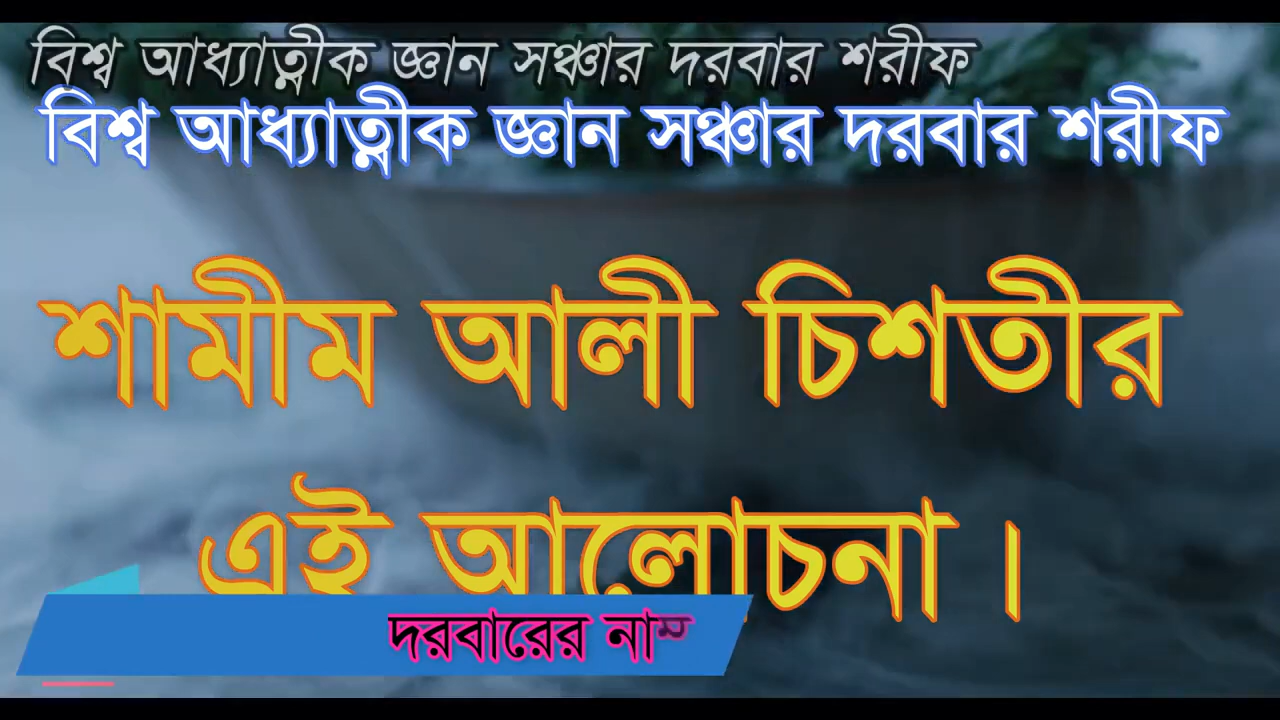 বিশ্ব আধ্যাত্নীক জ্ঞান সঞ্চার দরবার শরীফ
বিশ্ব আধ্যাত্নীক জ্ঞান সঞ্চার দরবার শরীফ
শামীম আলী চিশতীর
এই আলোচনা।
দরবারের নাম